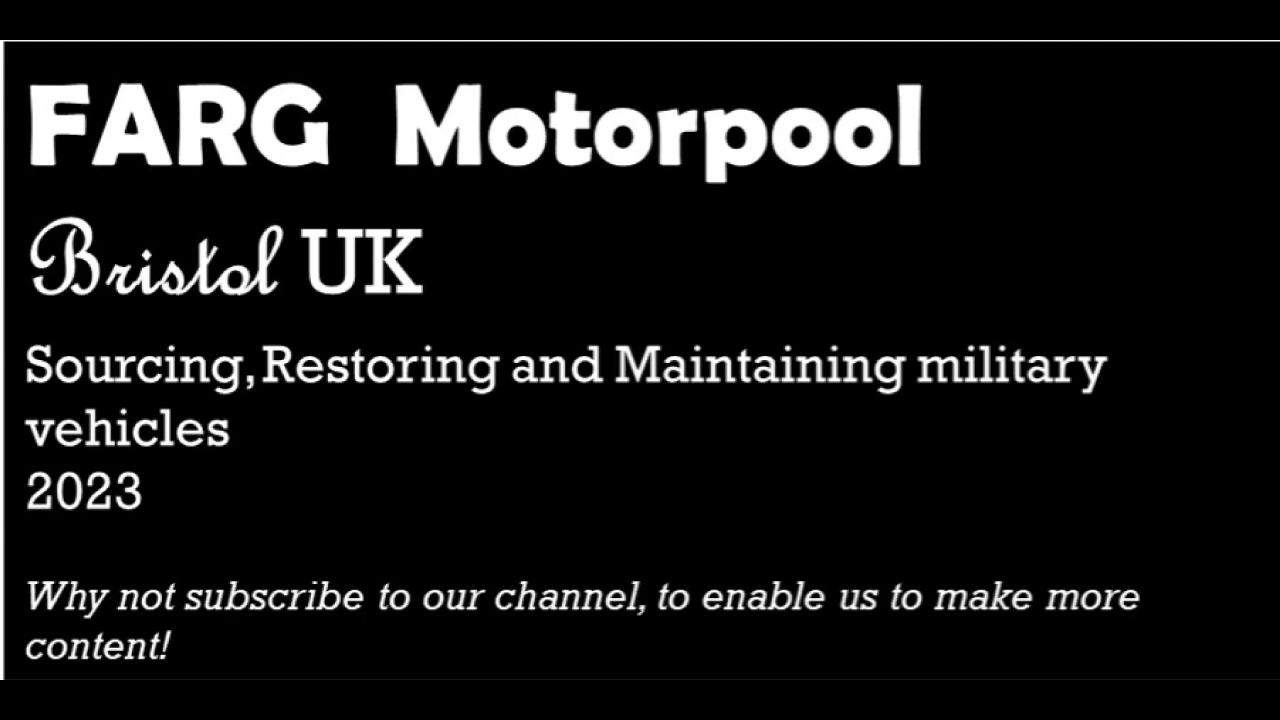 FARG Motorpool
Bristol UK
Sourcing, Restoring and Maintaining military
vehicles
2023
Why not subscribe to our channel, to enable us to make more
content!